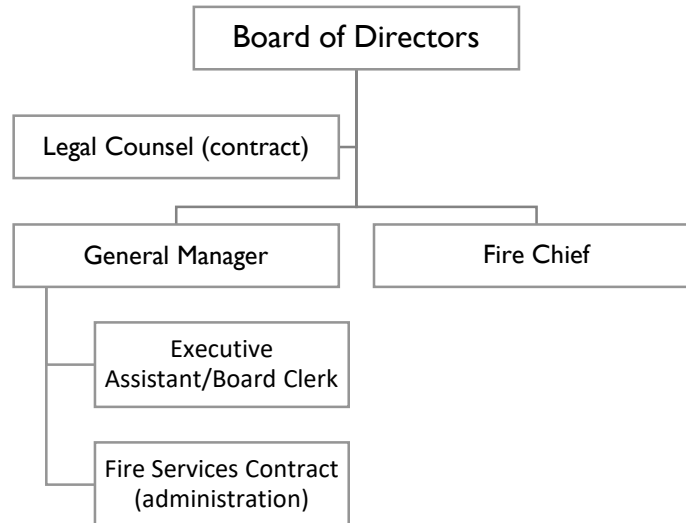 Board of Directors
Legal Counsel (contract)
General Manager
Fire Chief
Executive
Assistant/Board Clerk
Fire Services Contract
(administration)